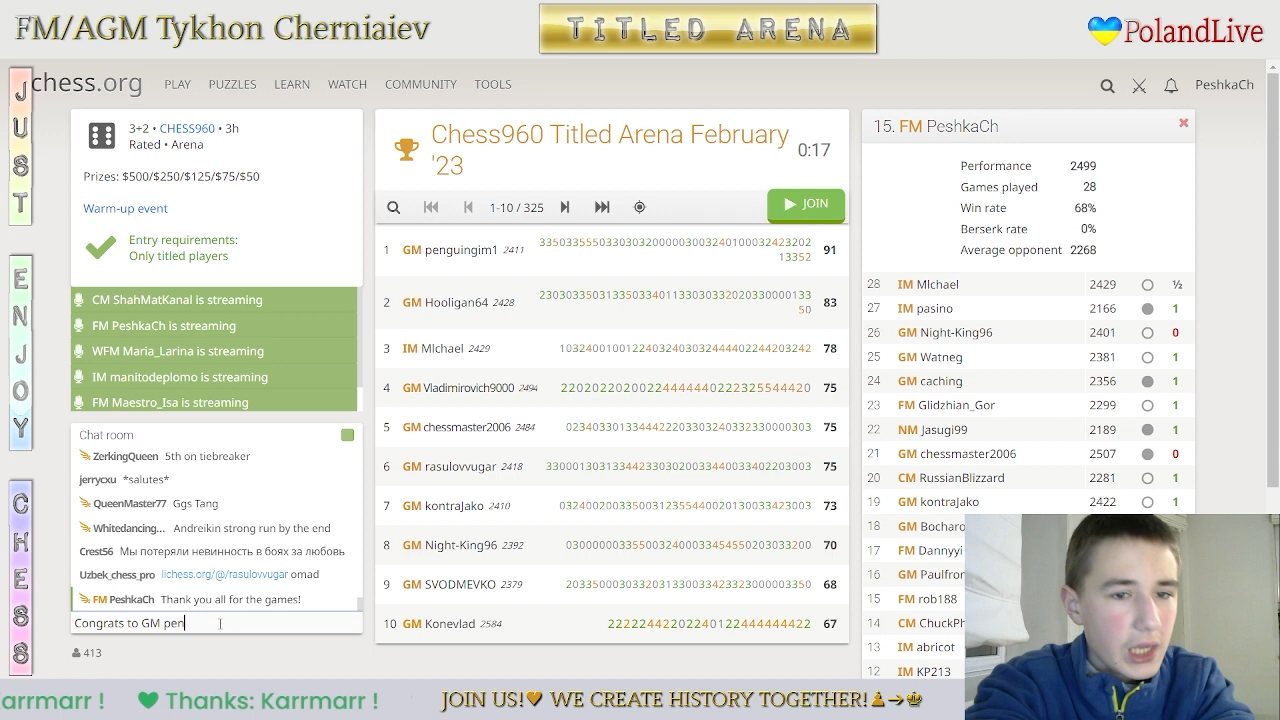 FM/AGM Tykhon Cherniaiev
TITLED ARENA
PolandLive
JUST
ENJOY
CHESS
chess.org
PLAY PUZZLES LEARN WATCH COMMUNITY TOOLS
PeshkaCh
3+2 • CHESS960 • 3h
Rated • Arena
Prizes: $500/$250/$125/$75/$50
Warm-up event
Entry requirements:
Only titled players
CM ShahMatKanal is streaming
FM PeshkaCh is streaming
WFM Maria_Larina is streaming
IM manitodeplomo is streaming
FM Maestro_Isa is streaming
Chat room
ZerkingQueen 5th on tiebreaker
jerrycxu *salutes*
QueenMaster77 Ggs Tang
Whitedancing... Andreikin strong run by the end
Crest56 Мы потеряли невинность в боях за любовь
Uzbek_chess_pro lichess.org/@/rasulovvugar omad
FM PeshkaCh Thank you all for the games!
Congrats to GM pen
413
Chess960 Titled Arena February
'23
0:17
1-10 / 325
JOIN
1 GM penguingim1 2411 91
2 GM Hooligan64 2428 83
3 IM Mlchael 2429 78
4 GM Vladimirovich9000 2494 75
5 GM chessmaster2006 2484 75
6 GM rasulovvugar 2418 75
7 GM kontraJako 2410 73
8 GM Night-King96 2392 70
9 GM SVODMEVKO 2379 68
10 GM Konevlad 2584 67
15. FM PeshkaCh
Performance 2499
Games played 28
Win rate 68%
Berserk rate 0%
Average opponent 2268
28 IM Mlchael 2429 ½
27 IM pasino 2166 1
26 GM Night-King96 2401 0
25 GM Watneg 2381 1
24 GM caching 2356 1
23 FM Glidzhian_Gor 2299 1
22 NM Jasugi99 2189 1
21 GM chessmaster2006 2507 0
20 CM RussianBlizzard 2281 1
19 GM kontraJako 2422 1
18 GM Bocharo
17 FM Dannyyi
16 GM Paulfron
15 FM rob188
14 CM ChuckPh
13 IM abricot
12 IM KP213
arrmarr ! Thanks: Karrmarr !
JOIN US! WE CREATE HISTORY TOGETHER!